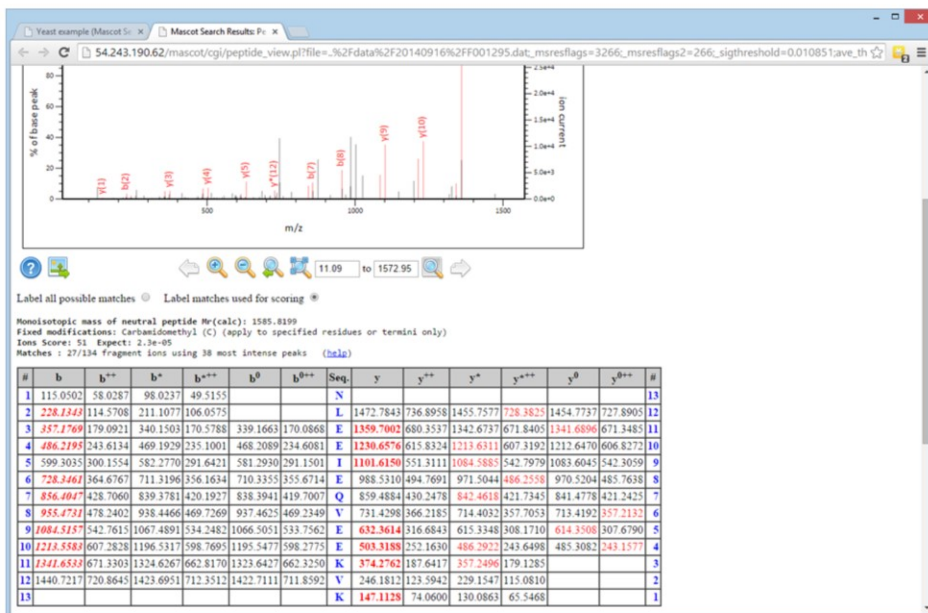 Yeast example (Mascot Se
Mascot Search Results: Pe
54.243.190.62/mascot/cgi/peptide_view.pl?file=..%2Fdata%2F20140916%2FF001295.dat;_msresflags=3266;_msresflags2=266;_sigthreshold=0.010851;ave_th
% of base peak
80
60
40
20
0
y(1) b(2) y(3) y(4) y(5) y*(12) b(7) b(8) y(9) y(10)
2.5e+4
2.0e+4
1.5e+4
1.0e+4
5.0e+3
0.0e+0
ion current
500 1000 1500
m/z
11.09 to 1572.95
Label all possible matches Label matches used for scoring
Monoisotopic mass of neutral peptide Mr(calc): 1585.8199
Fixed modifications: Carbamidomethyl (C) (apply to specified residues or termini only)
Ions Score: 51 Expect: 2.3e-05
Matches : 27/134 fragment ions using 38 most intense peaks (help)
# b b++ b* b*++ b0 b0++ Seq. y y++ y* y*++ y0 y0++ #
1 115.0502 58.0287 98.0237 49.5155 N 13
2 228.1343 114.5708 211.1077 106.0575 L 1472.7843 736.8958 1455.7577 728.3825 1454.7737 727.8905 12
3 357.1769 179.0921 340.1503 170.5788 339.1663 170.0868 E 1359.7002 680.3537 1342.6737 671.8405 1341.6896 671.3485 11
4 486.2195 243.6134 469.1929 235.1001 468.2089 234.6081 E 1230.6576 615.8324 1213.6311 607.3192 1212.6470 606.8272 10
5 599.3035 300.1554 582.2770 291.6421 581.2930 291.1501 I 1101.6150 551.3111 1084.5885 542.7979 1083.6045 542.3059 9
6 728.3461 364.6767 711.3196 356.1634 710.3355 355.6714 E 988.5310 494.7691 971.5044 486.2558 970.5204 485.7638 8
7 856.4047 428.7060 839.3781 420.1927 838.3941 419.7007 Q 859.4884 430.2478 842.4618 421.7345 841.4778 421.2425 7
8 955.4731 478.2402 938.4466 469.7269 937.4625 469.2349 V 731.4298 366.2185 714.4032 357.7053 713.4192 357.2132 6
9 1084.5157 542.7615 1067.4891 534.2482 1066.5051 533.7562 E 632.3614 316.6843 615.3348 308.1710 614.3508 307.6790 5
10 1213.5583 607.2828 1196.5317 598.7695 1195.5477 598.2775 E 503.3188 252.1630 486.2922 243.6498 485.3082 243.1577 4
11 1341.6533 671.3303 1324.6267 662.8170 1323.6427 662.3250 K 374.2762 187.6417 357.2496 179.1285 3
12 1440.7217 720.8645 1423.6951 712.3512 1422.7111 711.8592 V 246.1812 123.5942 229.1547 115.0810 2
13 K 147.1128 74.0600 130.0863 65.5468 1